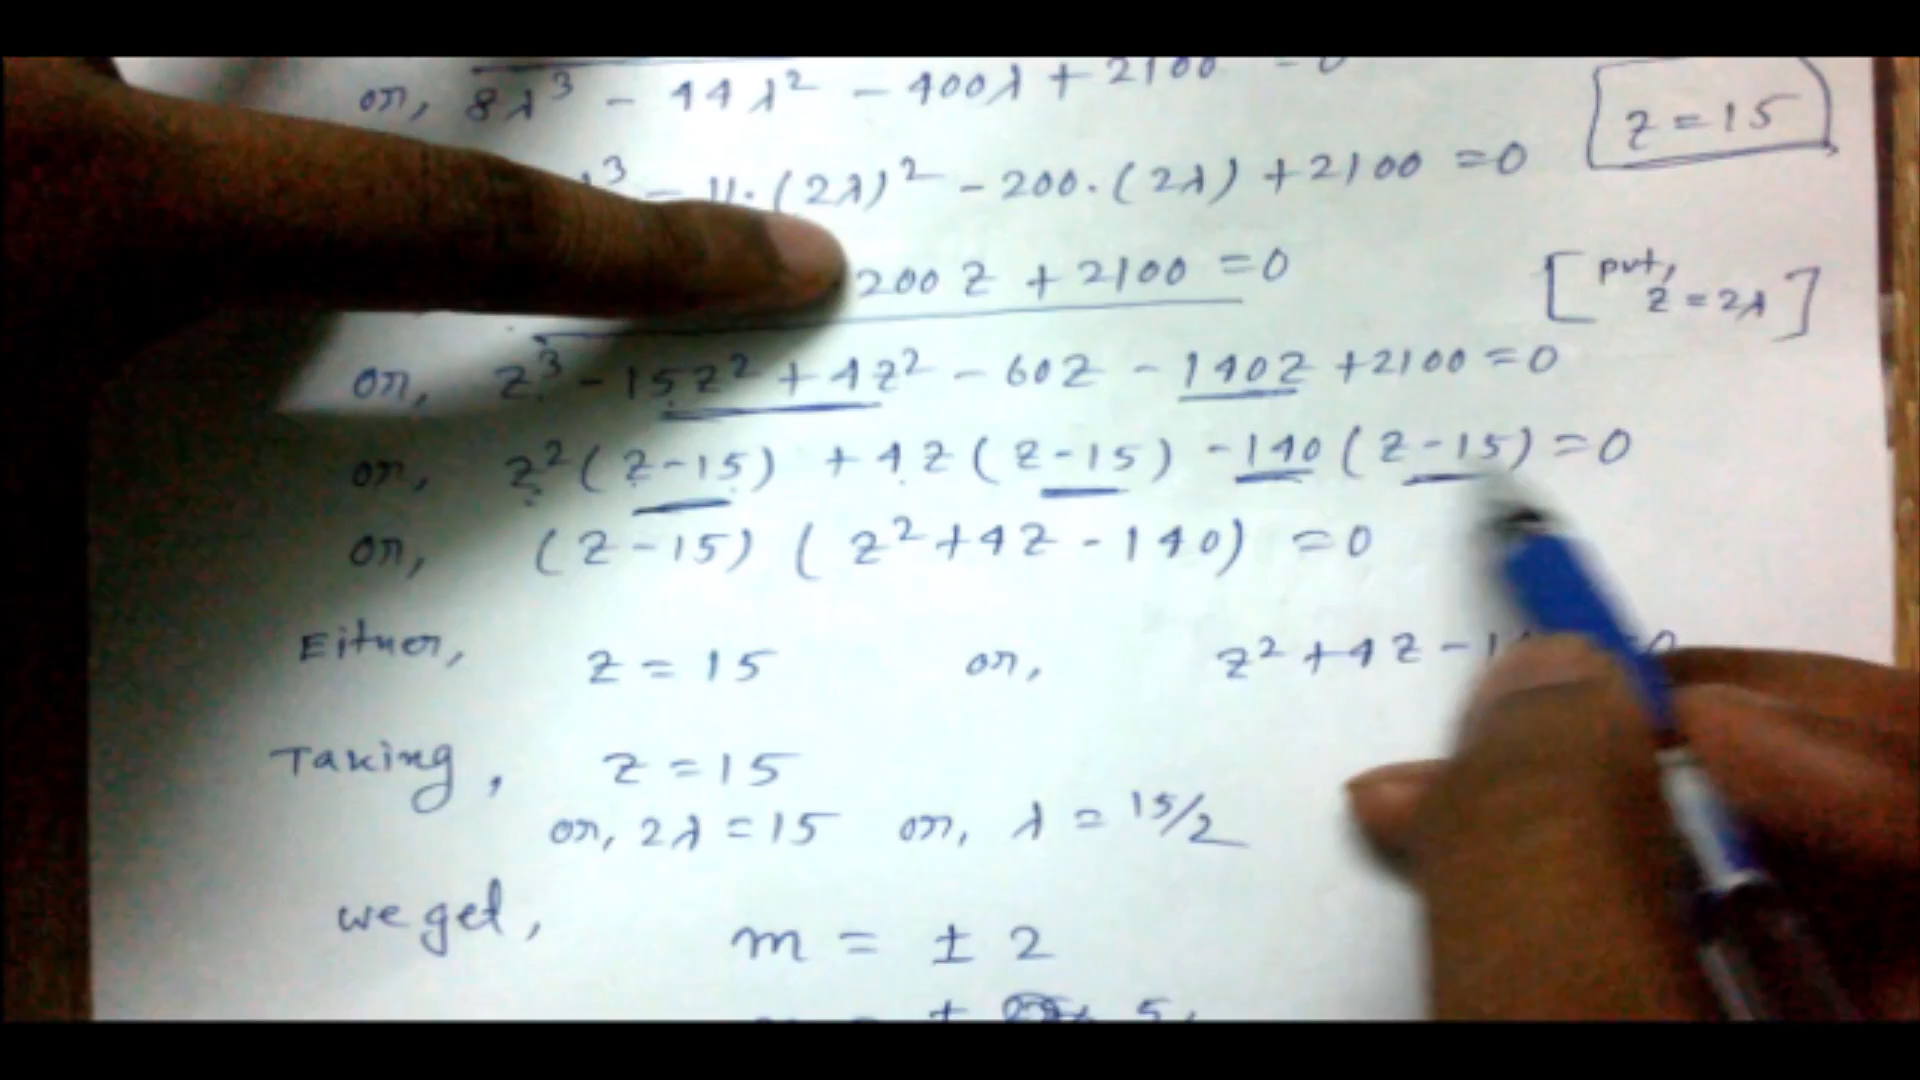 or, 8λ³ - 44λ² - 400λ + 2100 = 0
z = 15
λ³ - 11.(2λ)² - 200.(2λ) + 2100 = 0
200z + 2100 = 0
[put, z = 2λ]
or, z³ - 15z² + 4z² - 60z - 140z + 2100 = 0
or, z²(z-15) + 4z(z-15) - 140(z-15) = 0
or, (z-15)(z²+4z-140) = 0
Either, z = 15 or, z²+4z-1
Taking, z = 15
or, 2λ = 15 or, λ = 15/2
we get, m = ± 2
± 5,